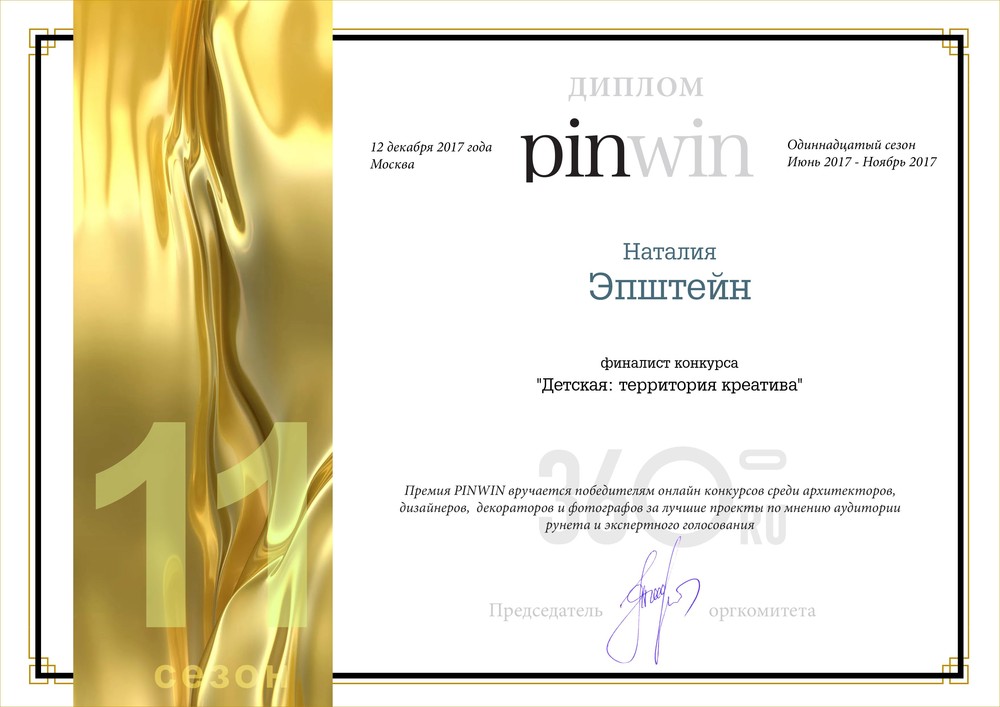 ДИПЛОМ
12 декабря 2017 года
Москва
pinwin
Одиннадцатый сезон
Июнь 2017 - Ноябрь 2017
Наталия
Эпштейн
финалист конкурса
"Детская: территория креатива"
360.RU
Премия PINWIN вручается победителям онлайн конкурсов среди архитекторов,
дизайнеров, декораторов и фотографов за лучшие проекты по мнению аудитории
рунета и экспертного голосования
Председатель оргкомитета
11
сезон